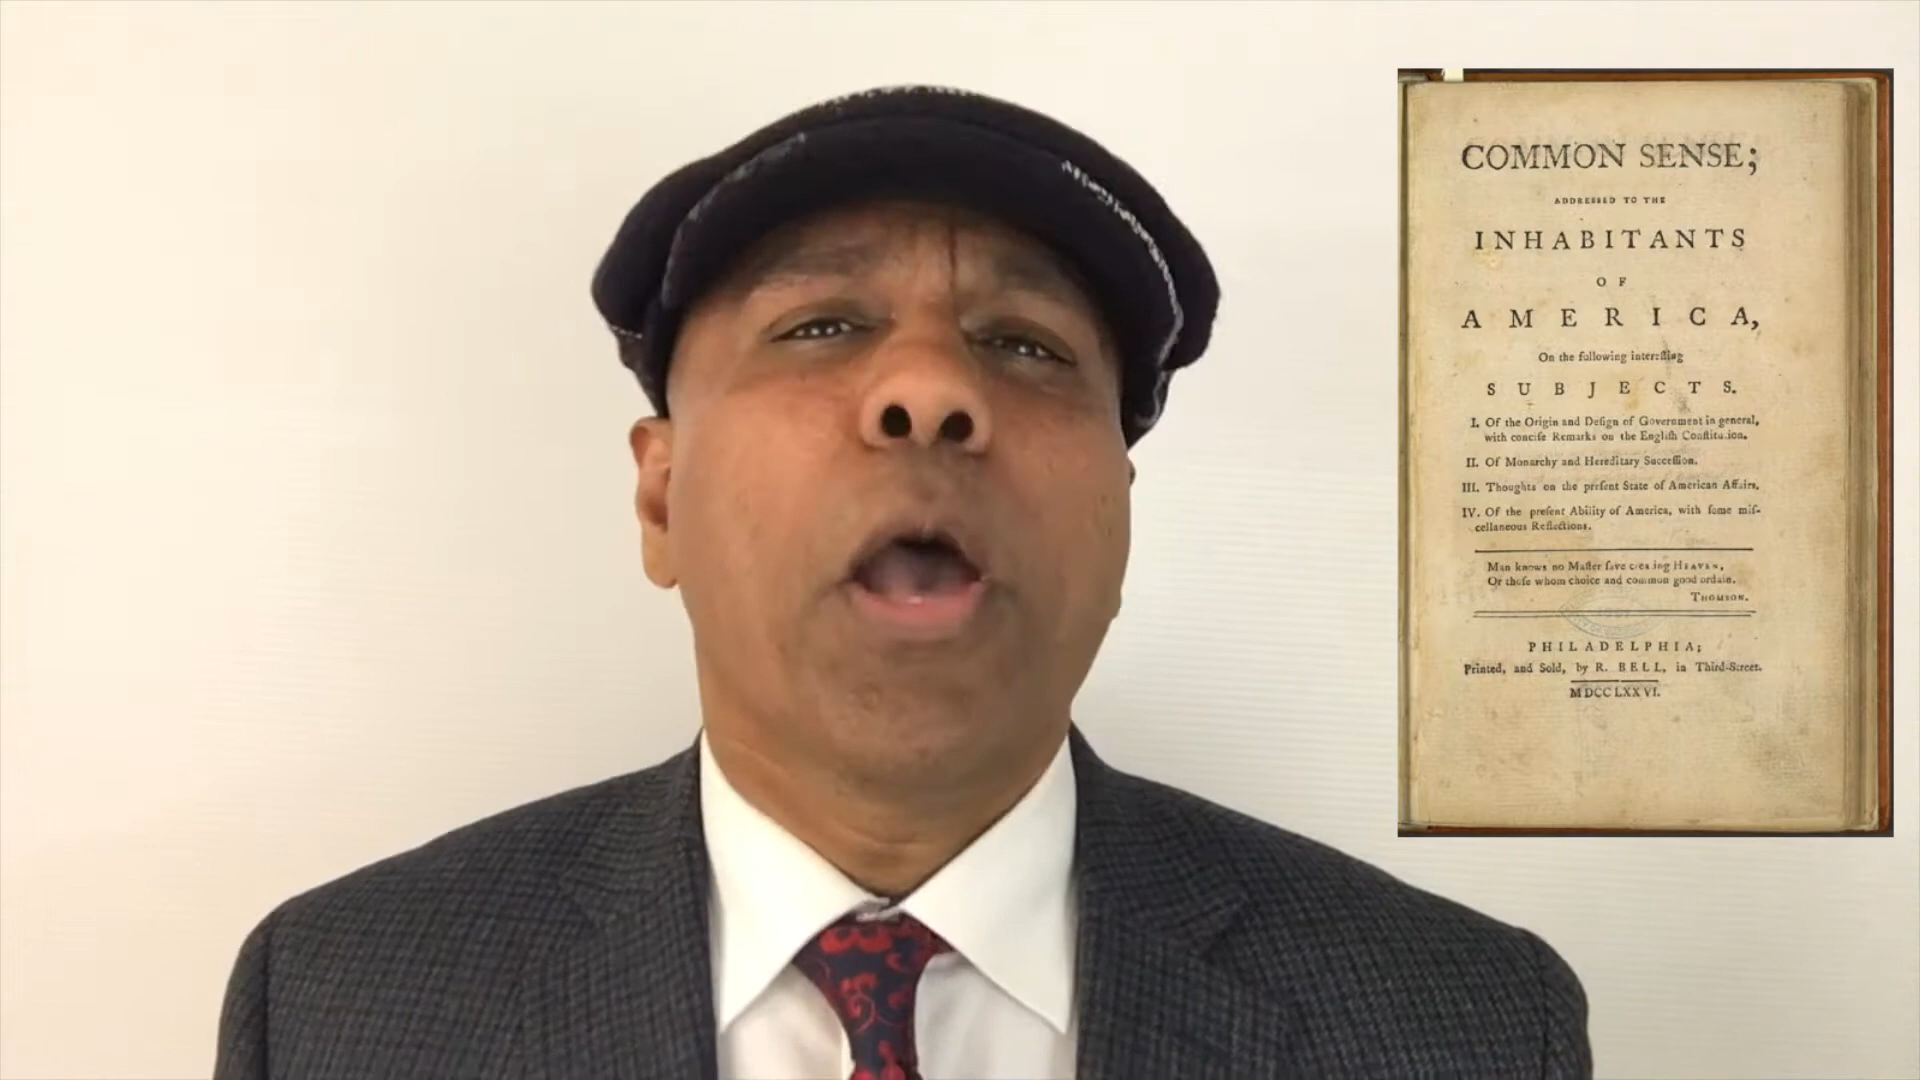 COMMON SENSE;
ADDRESSED TO THE
INHABITANTS
OF
AMERICA,
On the following interesting
SUBJECTS.
I. Of the Origin and Design of Government in general,
with concise Remarks on the English Constitution.
II. Of Monarchy and Hereditary Succession.
III. Thoughts on the present State of American Affairs.
IV. Of the present Ability of America, with some mis-
cellaneous Reflections.
Man knows no Master save creating HEAVEN,
Or those whom choice and common good ordain.
THOMSON.
PHILADELPHIA;
Printed, and Sold, by R. BELL, in Third-Street.
MDCCLXXVI.